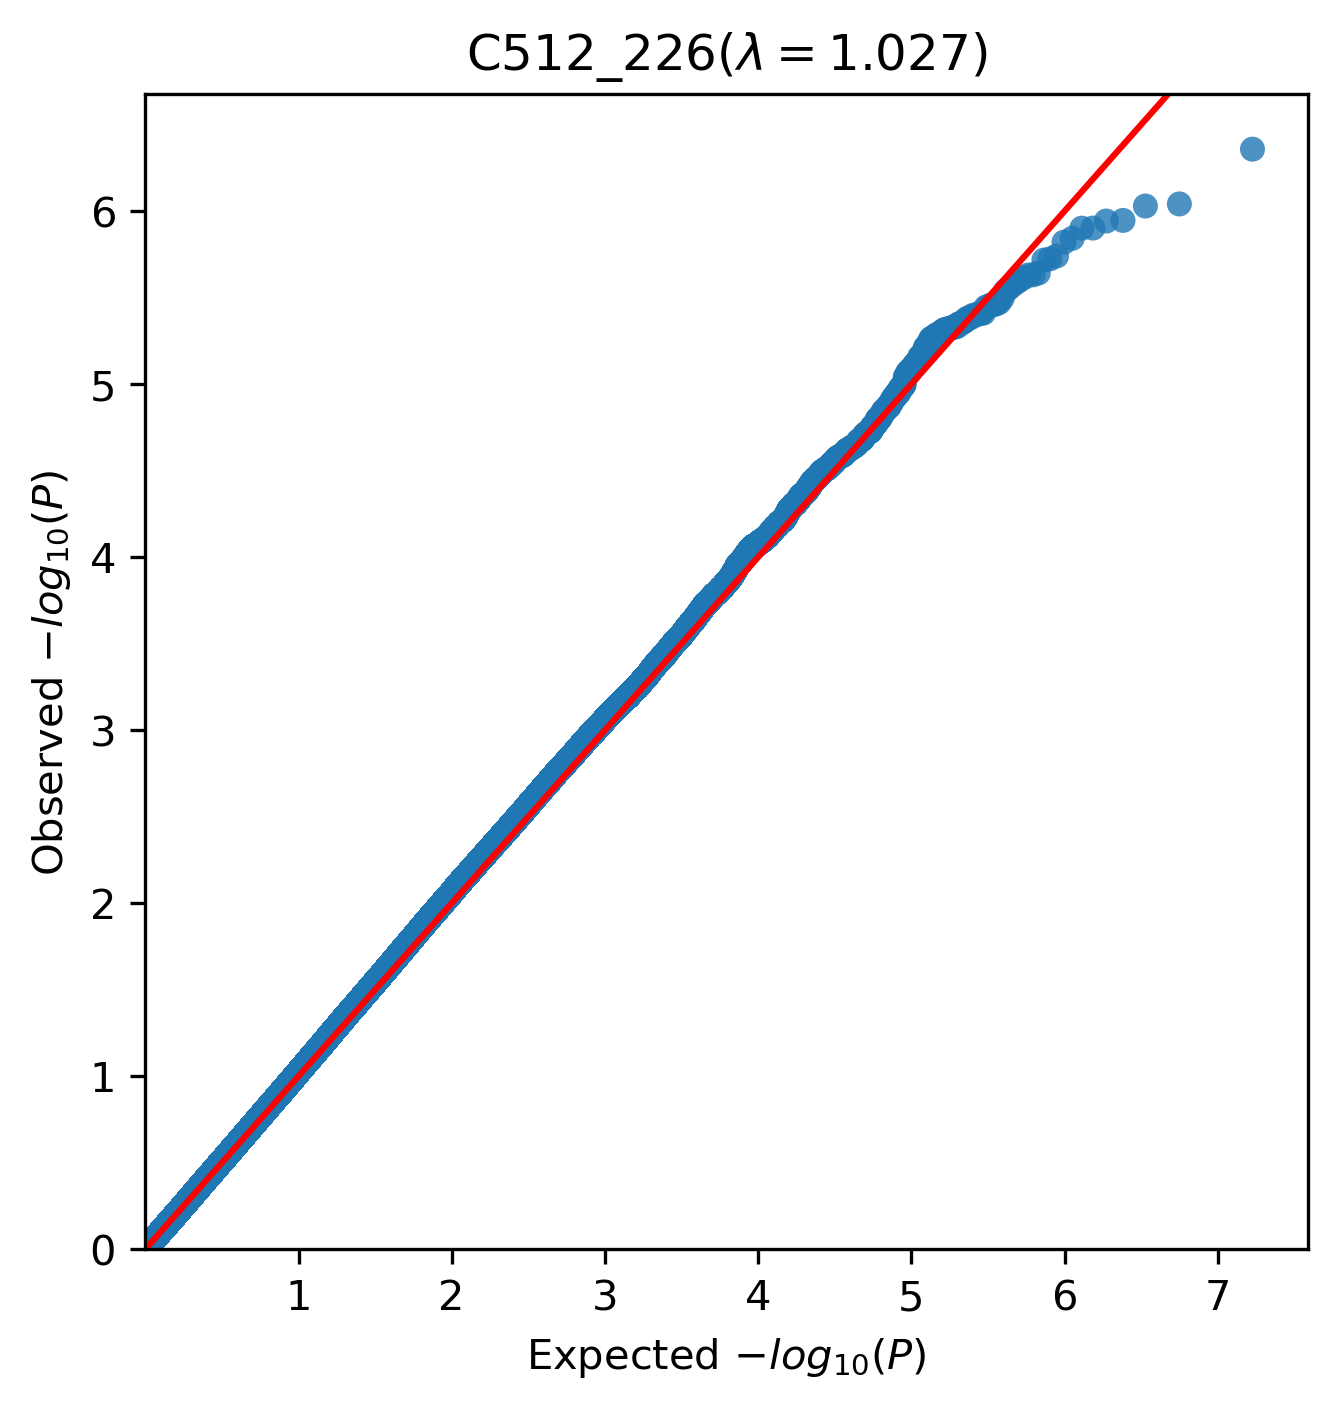 C512_226(λ = 1.027)
Observed −log₁₀(P)
6
5
4
3
2
1
0
1 2 3 4 5 6 7
Expected −log₁₀(P)